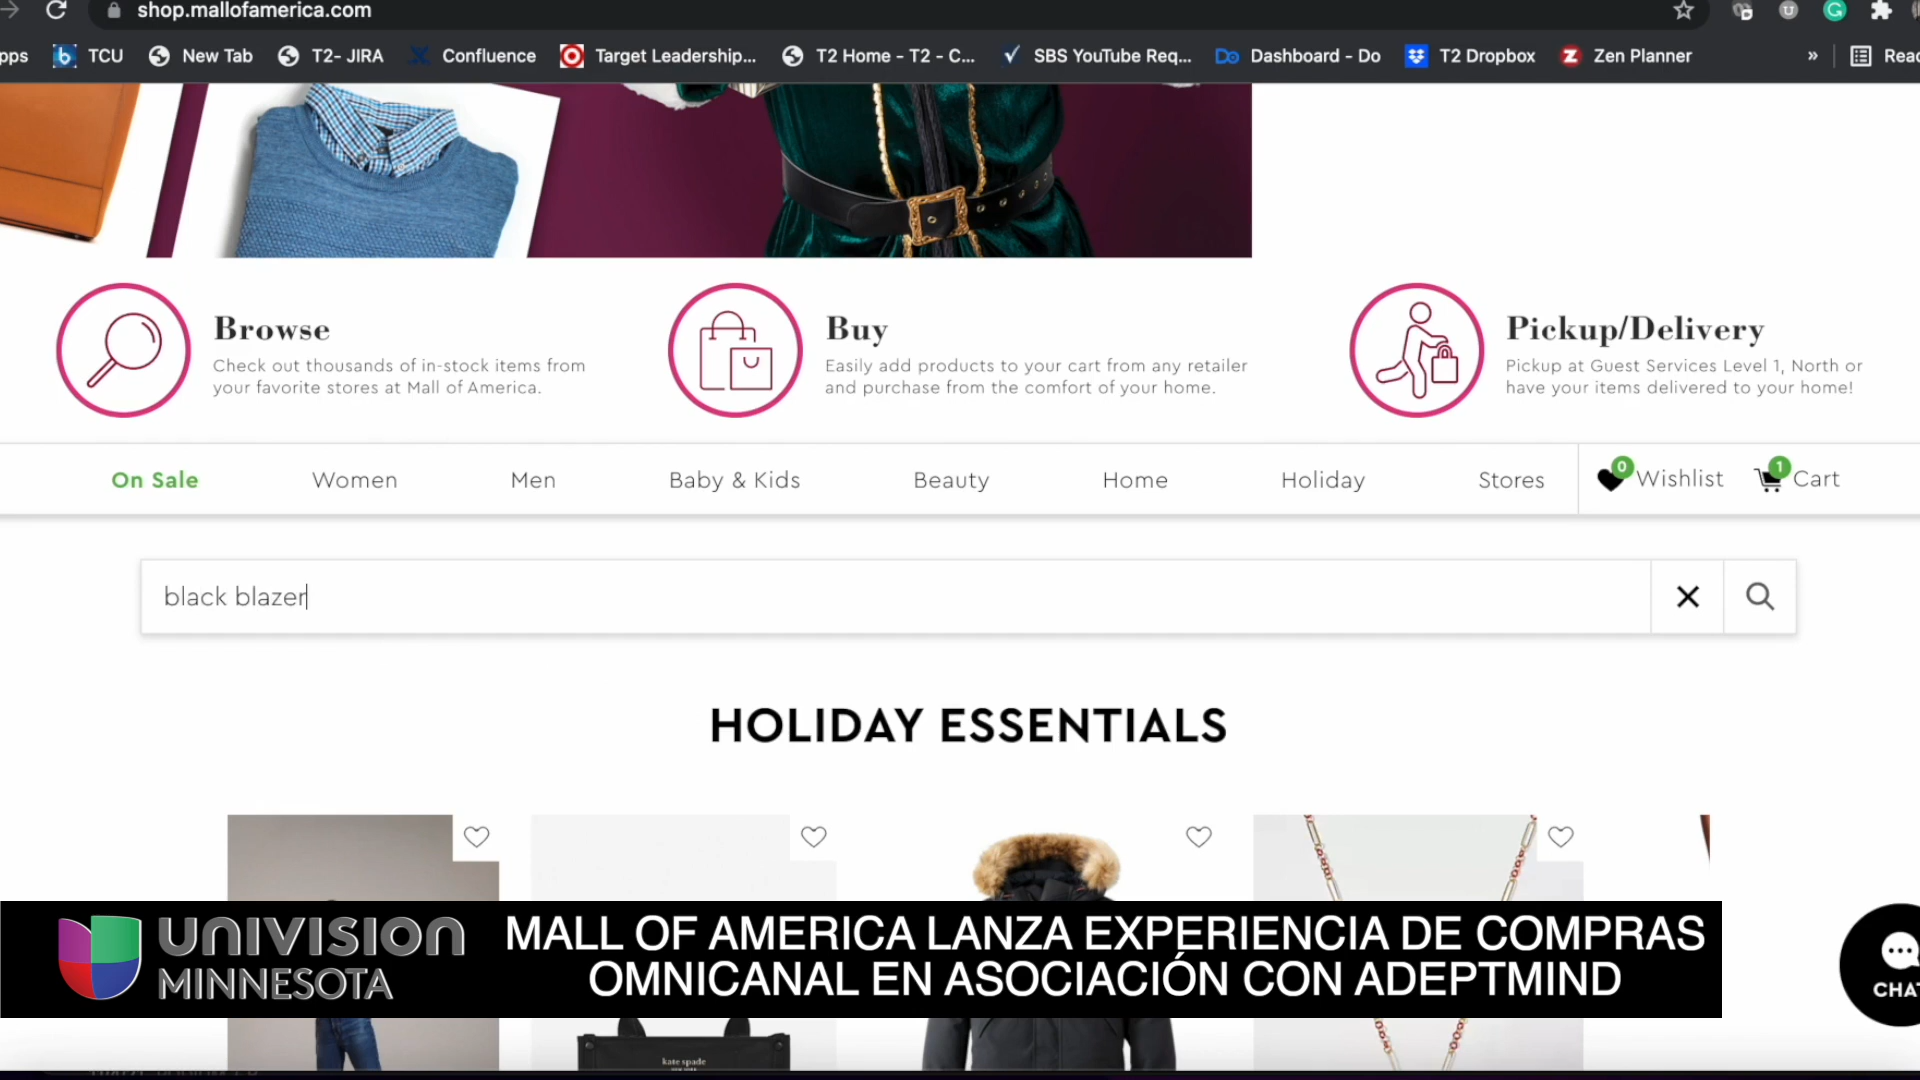 shop.mallofamerica.com
TCU New Tab T2- JIRA Confluence Target Leadership... T2 Home - T2 - C... SBS YouTube Req... Dashboard - Do T2 Dropbox Zen Planner »
Browse
Check out thousands of in-stock items from
your favorite stores at Mall of America.
Buy
Easily add products to your cart from any retailer
and purchase from the comfort of your home.
Pickup/Delivery
Pickup at Guest Services Level 1, North or
have your items delivered to your home!
On Sale Women Men Baby & Kids Beauty Home Holiday Stores 0 Wishlist 1 Cart
black blazer
HOLIDAY ESSENTIALS
UNIVISION
MINNESOTA
MALL OF AMERICA LANZA EXPERIENCIA DE COMPRAS
OMNICANAL EN ASOCIACIÓN CON ADEPTMIND
CHAT
kate spade
NEW YORK